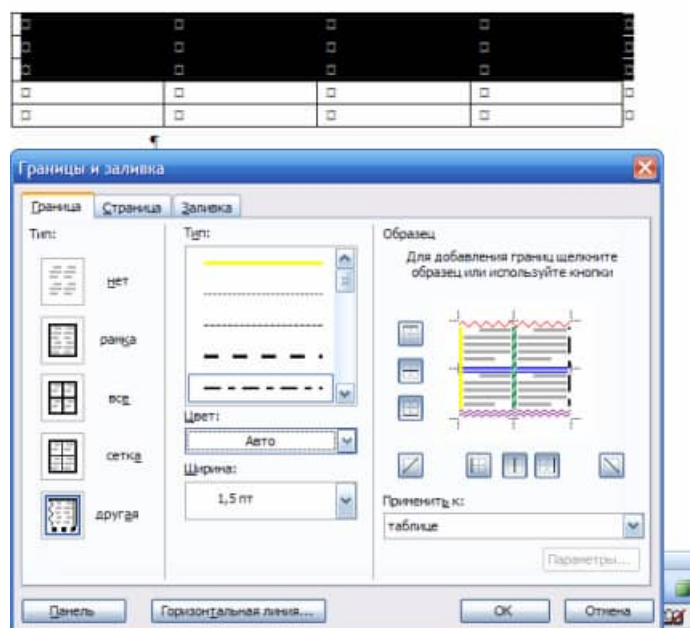 Границы и заливка
Граница Страница Заливка
Тип:
нет
рамка
все
сетка
другая
Тип:
Цвет:
Авто
Ширина:
1,5 пт
Образец
Для добавления границ щелкните
образец или используйте кнопки
Применить к:
таблице
Параметры...
Панель Горизонтальная линия... ОК Отмена